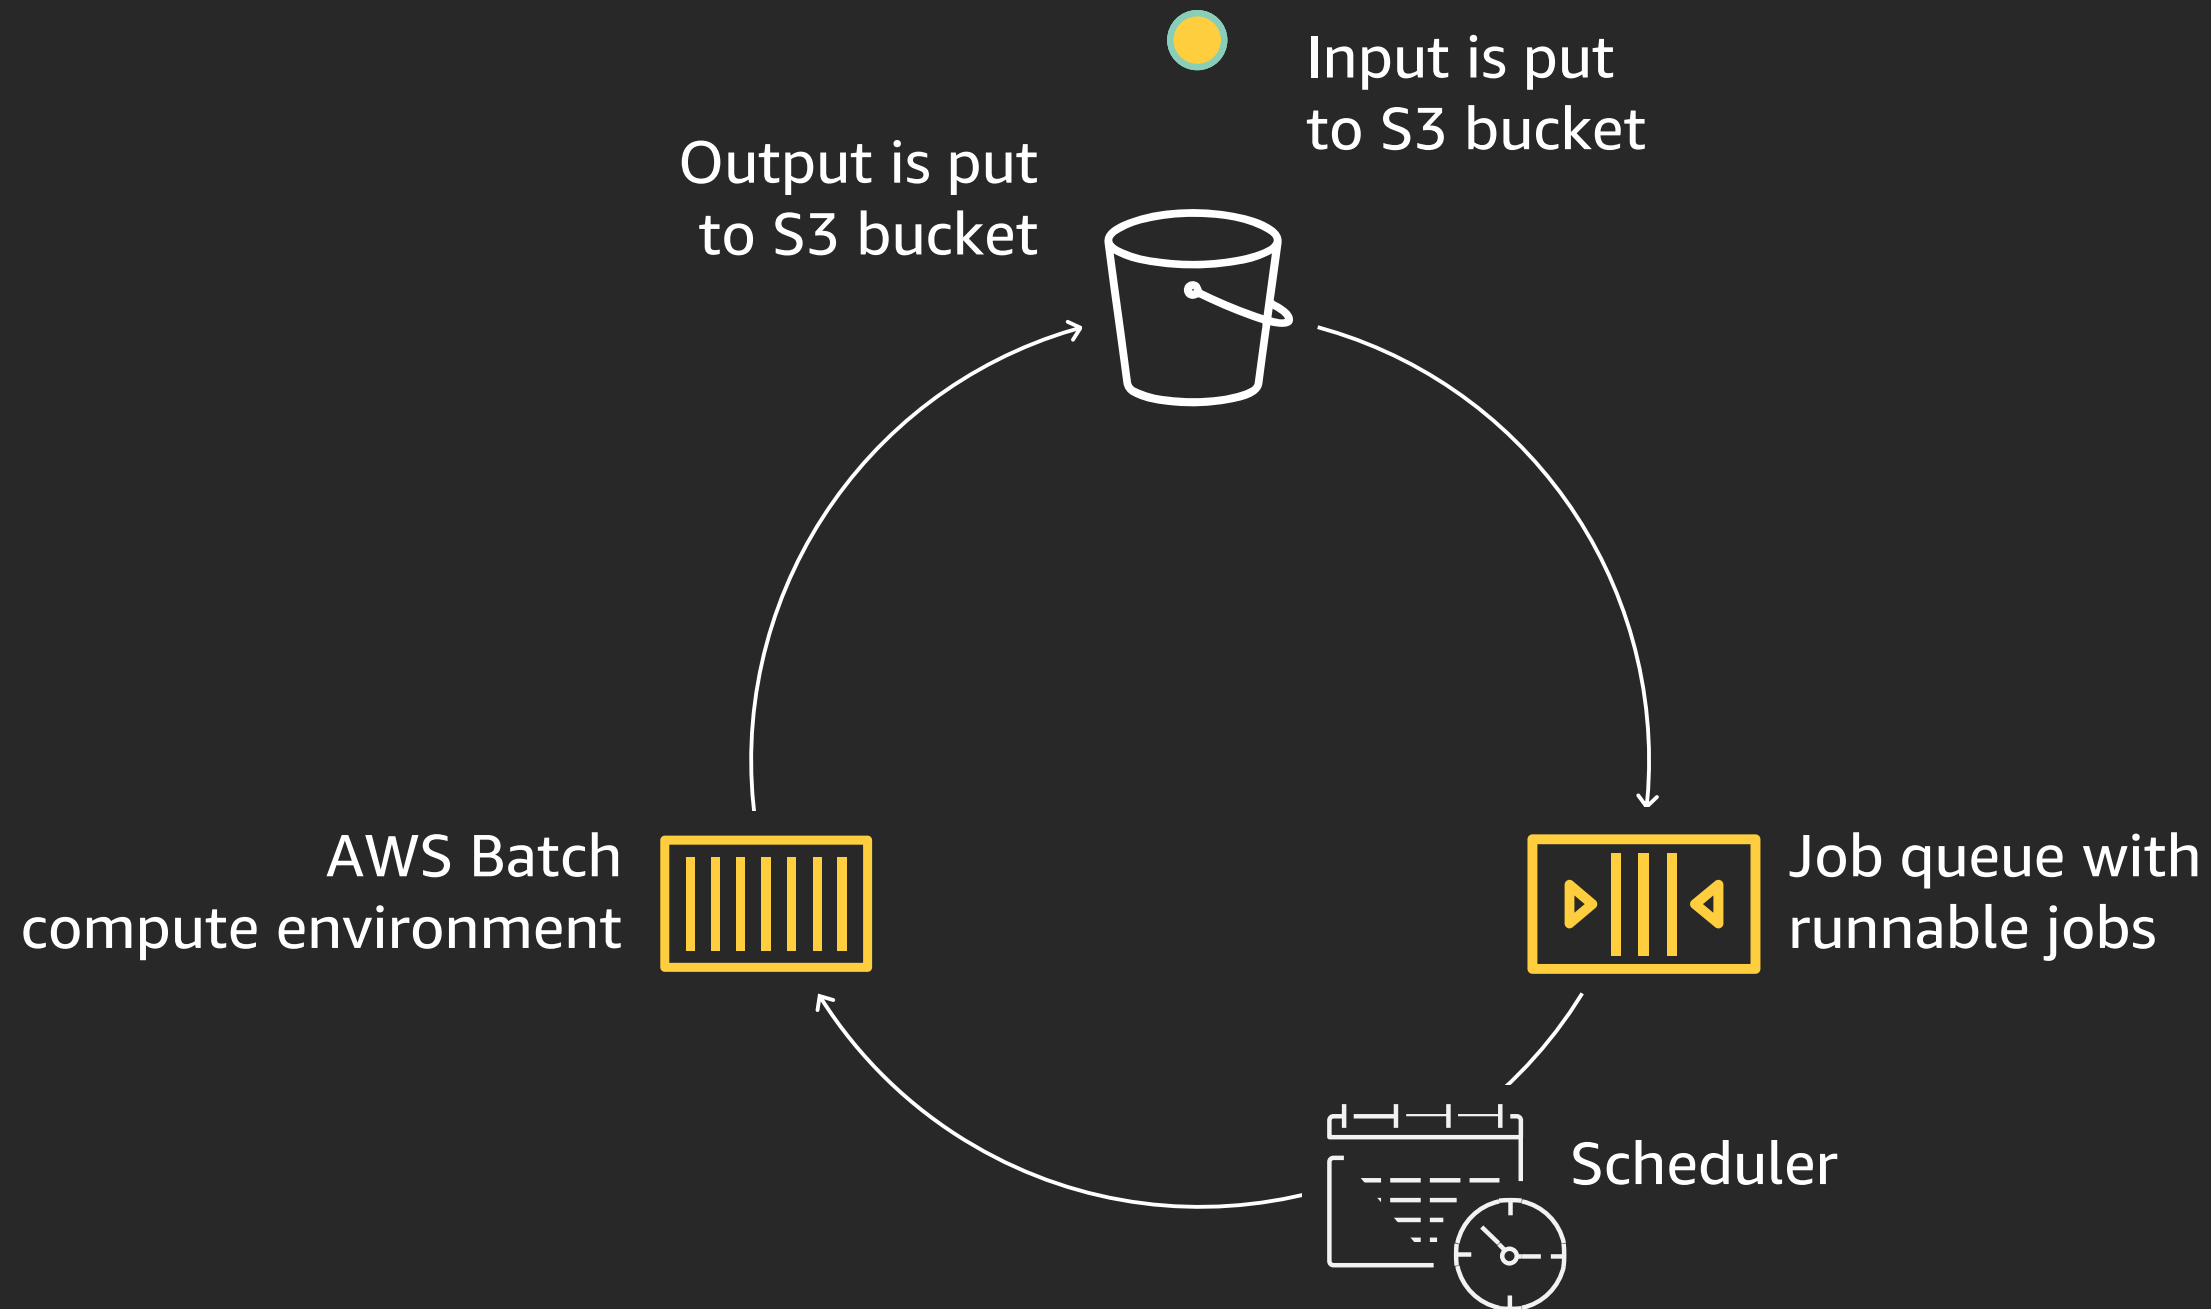 Input is put
to S3 bucket
Output is put
to S3 bucket
AWS Batch
compute environment
Job queue with
runnable jobs
Scheduler